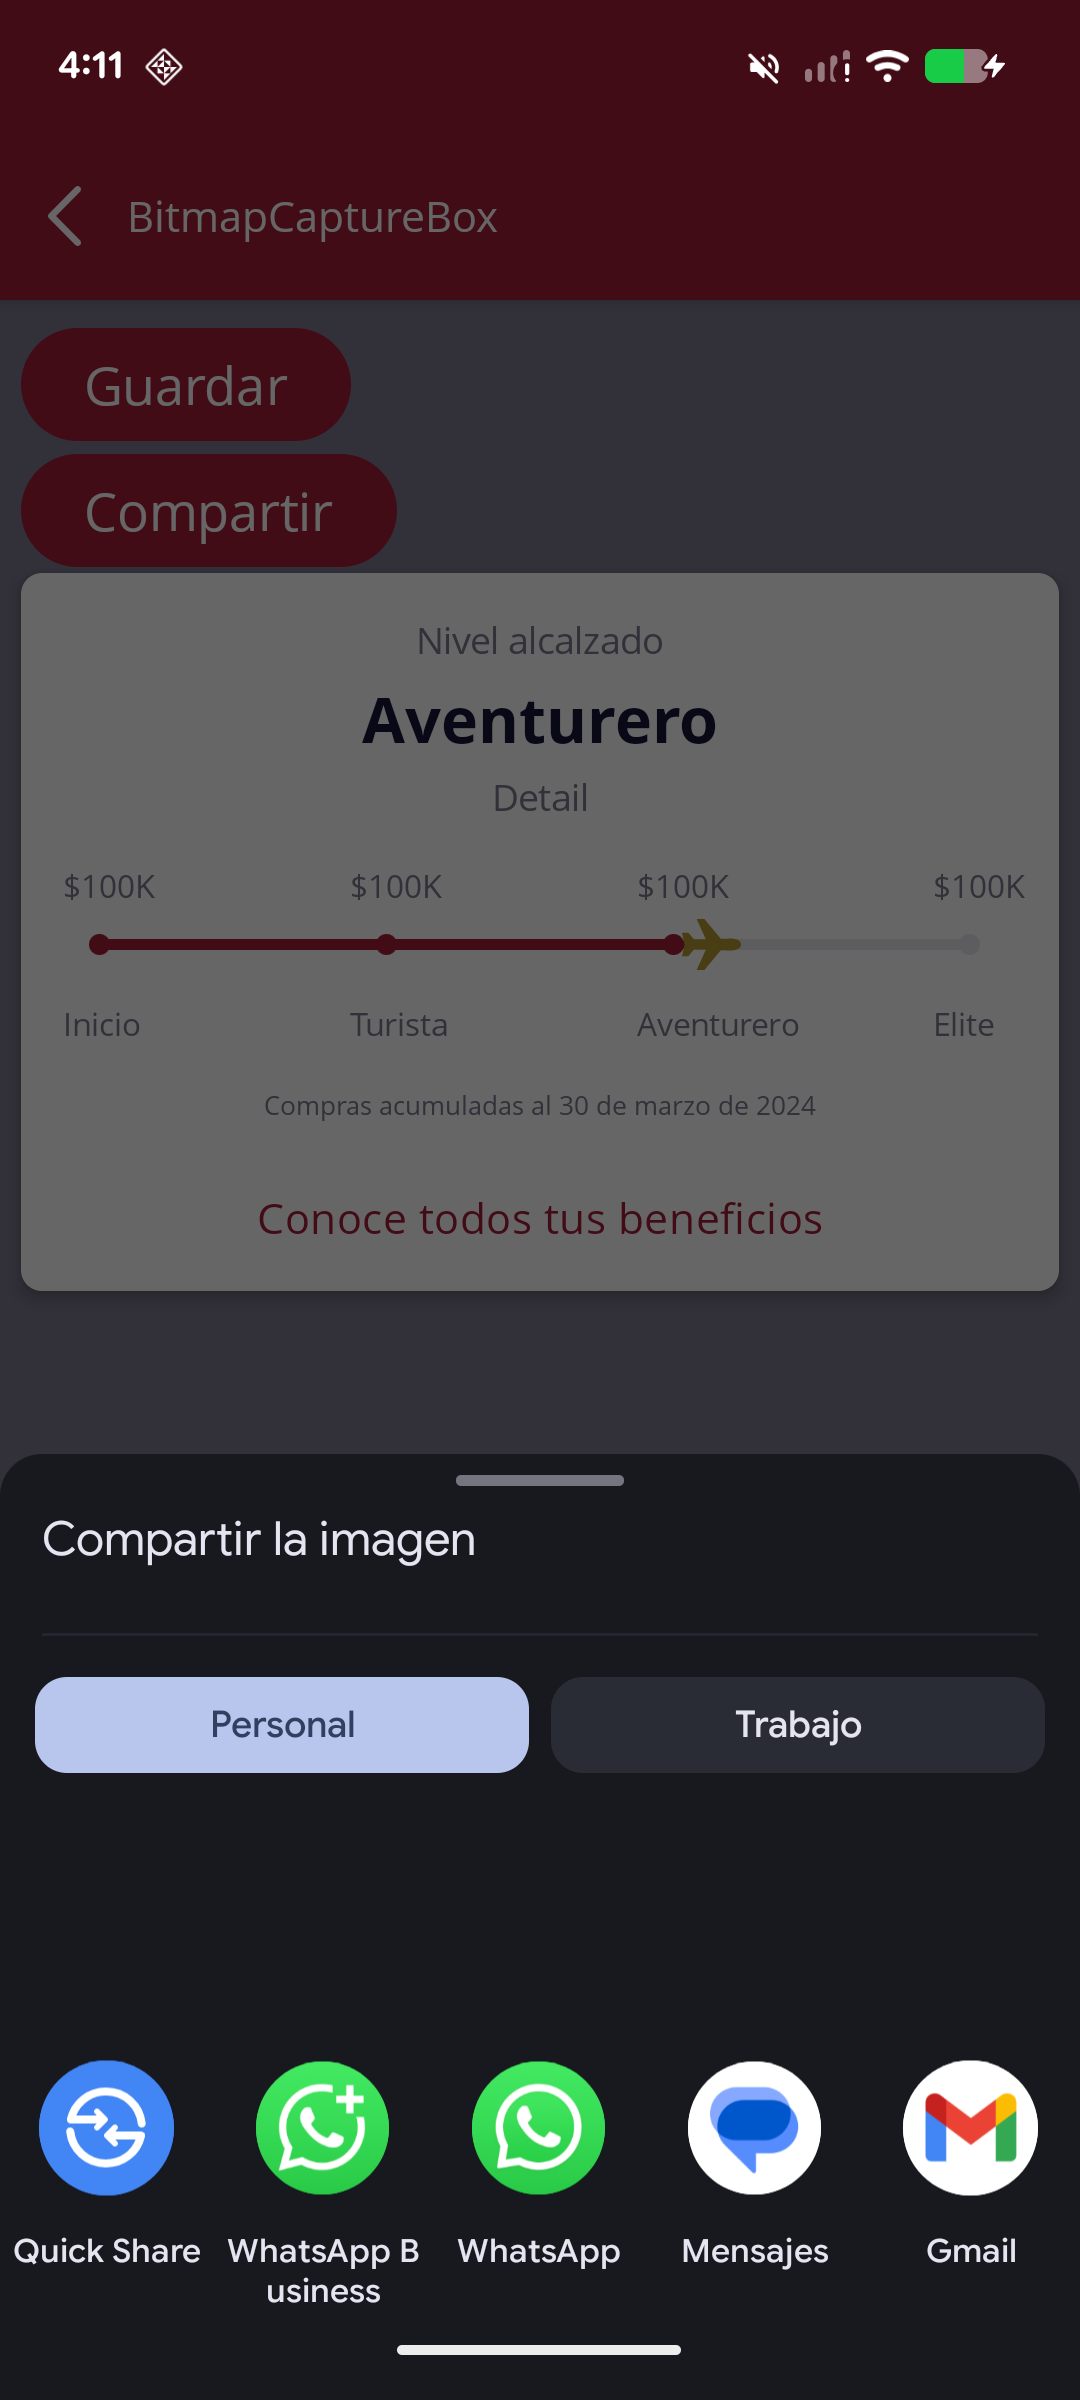 4:11
BitmapCaptureBox
Guardar
Compartir
Nivel alcalzado
Aventurero
Detail
$100K $100K $100K $100K
Inicio Turista Aventurero Elite
Compras acumuladas al 30 de marzo de 2024
Conoce todos tus beneficios
Compartir la imagen
Personal Trabajo
Quick Share WhatsApp B WhatsApp Mensajes Gmail
usiness